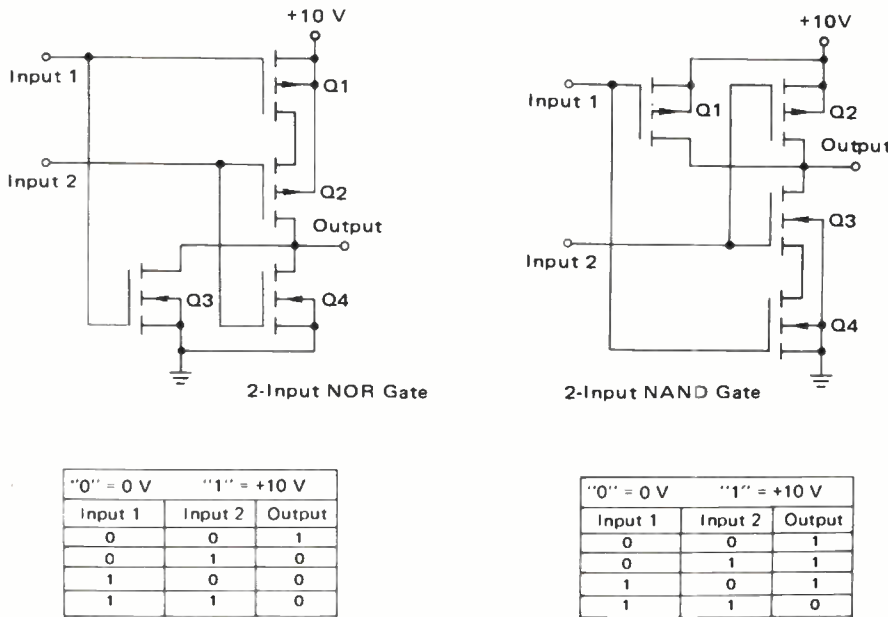 +10 V
Input 1
Q1
Input 2
Q2
Output
Q3
Q4
2-Input NOR Gate
+10 V
Input 1
Q1
Q2
Output
Q3
Input 2
Q4
2-Input NAND Gate
"0" = 0 V "1" = +10 V
Input 1 Input 2 Output
0 0 1
0 1 0
1 0 0
1 1 0
"0" = 0 V "1" = +10 V
Input 1 Input 2 Output
0 0 1
0 1 1
1 0 1
1 1 0